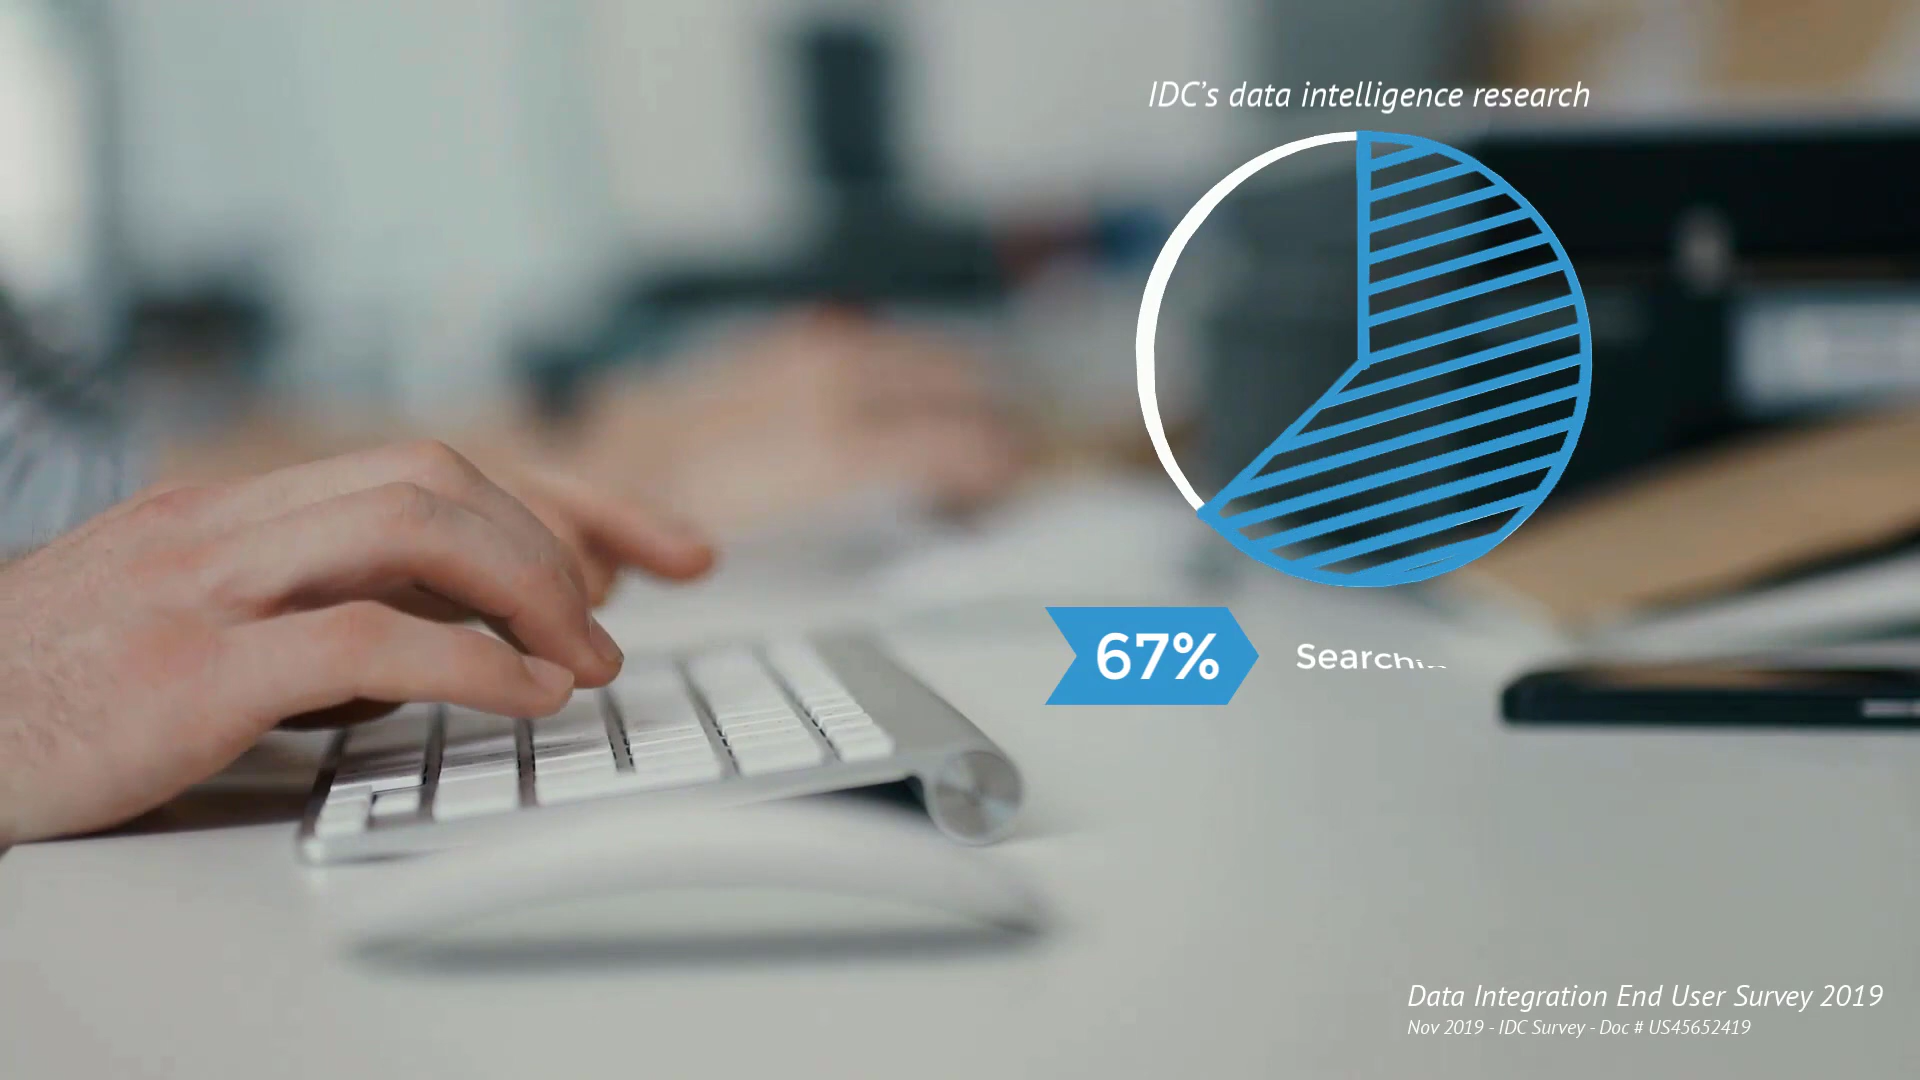 IDC's data intelligence research
67%
Data Integration End User Survey 2019
Nov 2019 - IDC Survey - Doc # US45652419